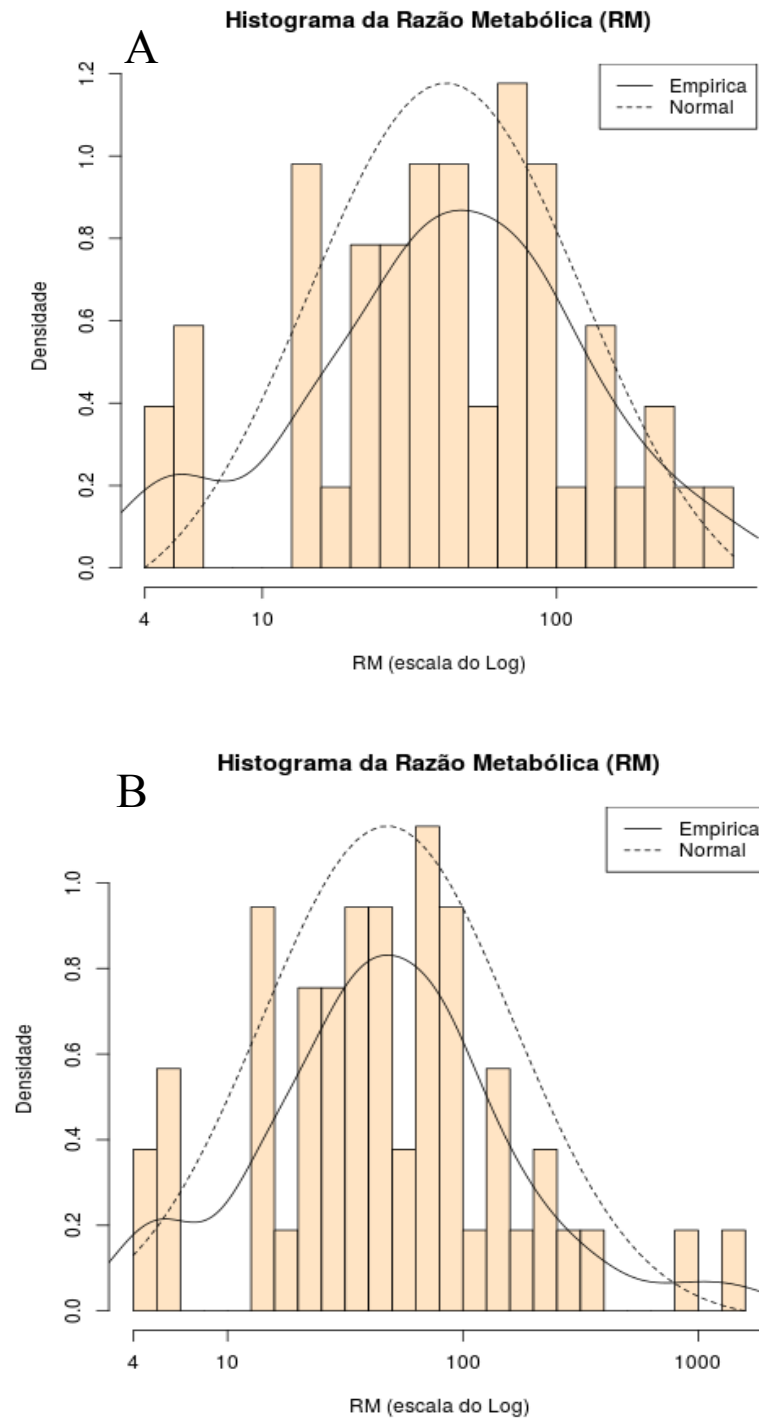 Histograma da Razão Metabólica (RM)
A
Empirica
Normal
Densidade
0.0
0.2
0.4
0.6
0.8
1.0
1.2
4
10
100
RM (escala do Log)
Histograma da Razão Metabólica (RM)
B
Empirica
Normal
Densidade
0.0
0.2
0.4
0.6
0.8
1.0
4
10
100
1000
RM (escala do Log)